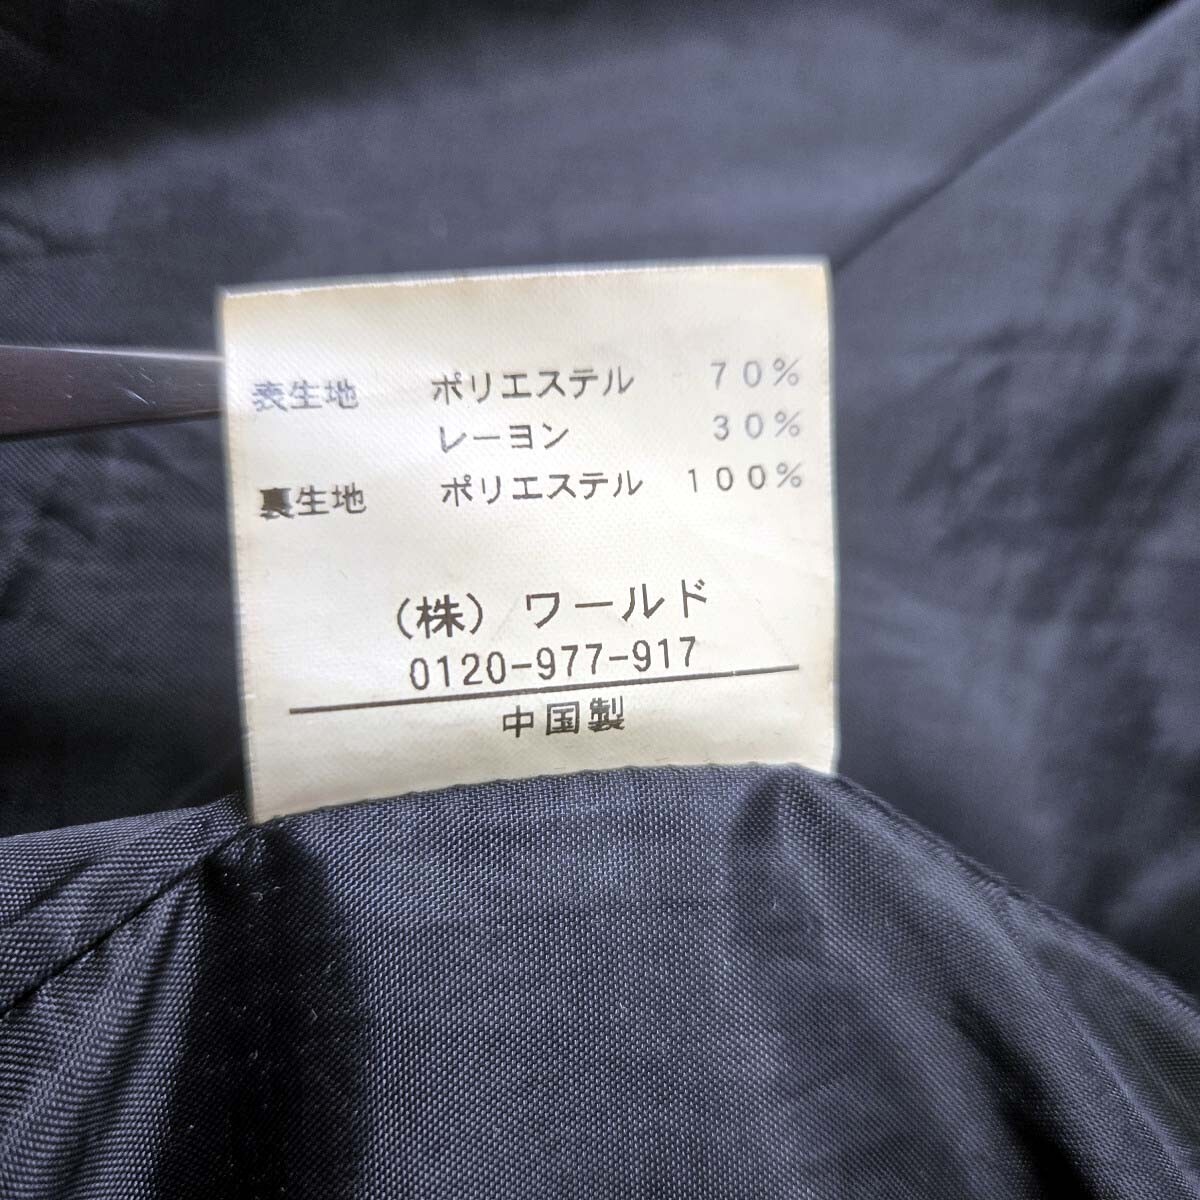 表生地 ポリエステル 70%
レーヨン 30%
裏生地 ポリエステル 100%
(株) ワールド
0120-977-917
中国製